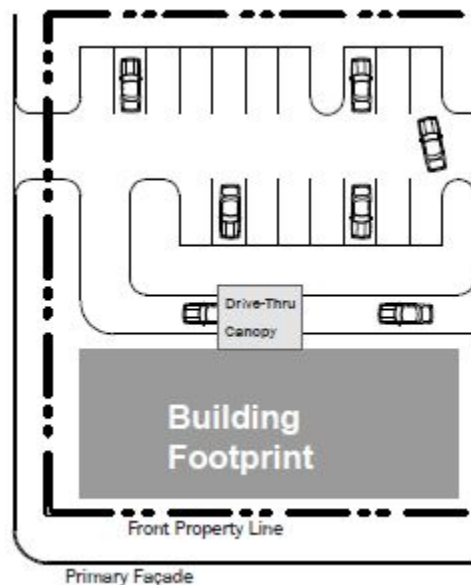 Drive-Thru
Canopy
Building
Footprint
Front Property Line
Primary Façade